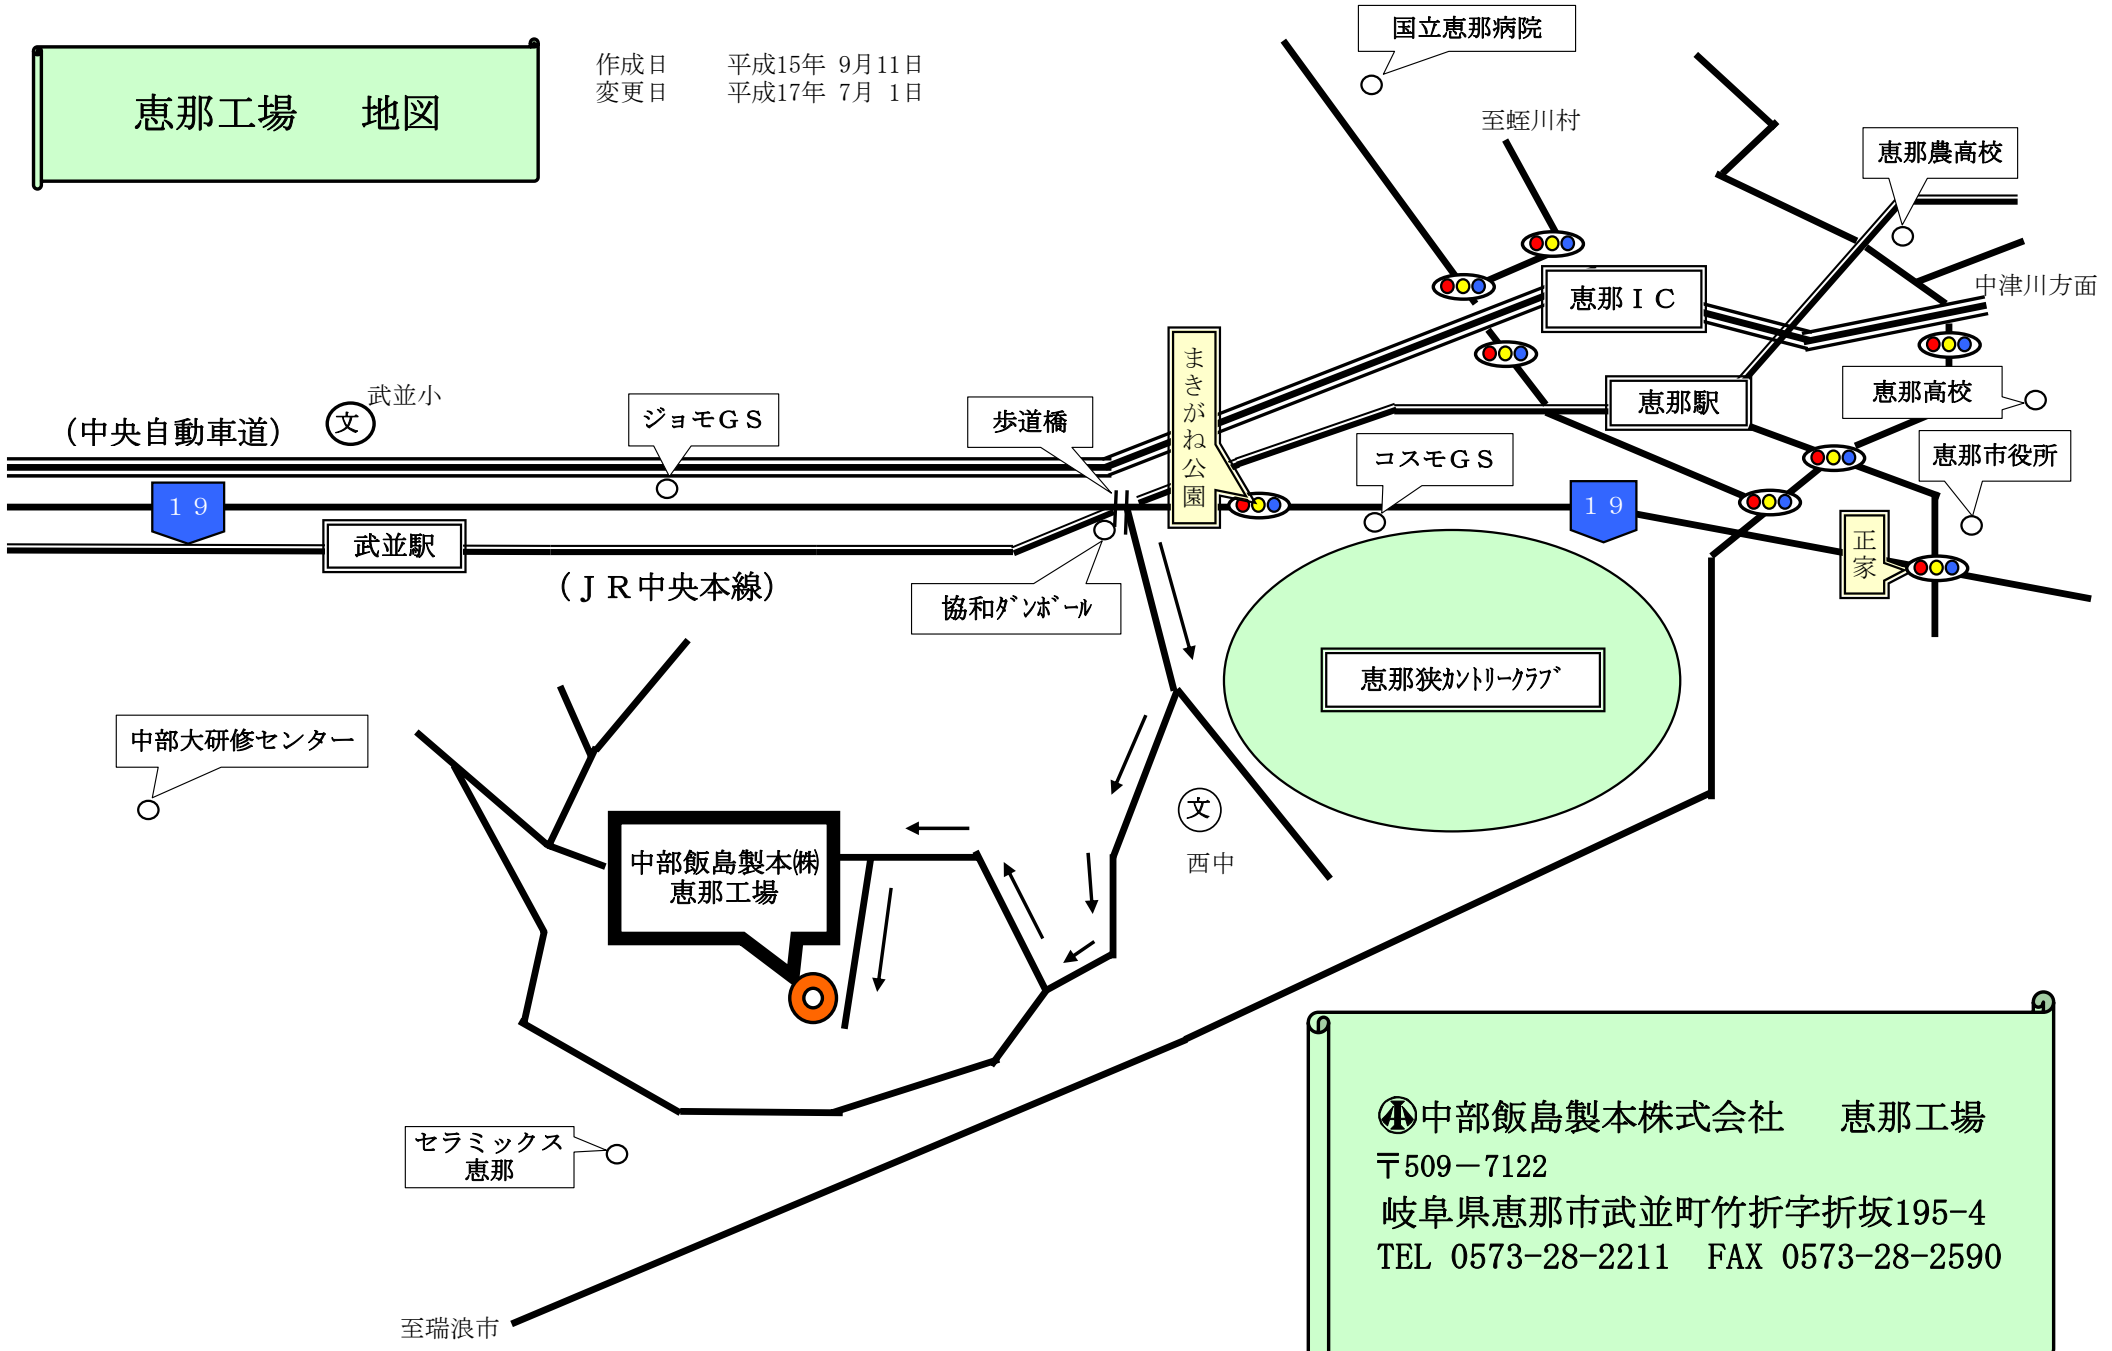 恵那工場　地図
作成日　平成15年 9月11日
変更日　平成17年 7月 1日
国立恵那病院
至蛭川村
恵那農高校
恵那ＩＣ
中津川方面
まきがね公園
恵那駅
恵那高校
武並小
文
(中央自動車道)
ジョモＧＳ
歩道橋
コスモＧＳ
恵那市役所
１９
１９
武並駅
正家
(ＪＲ中央本線)
協和ﾀﾞﾝﾎﾞｰﾙ
恵那狭ｶﾝﾄﾘｰｸﾗﾌﾞ
中部大研修センター
文
西中
中部飯島製本㈱
恵那工場
セラミックス
恵那
至瑞浪市
中部飯島製本株式会社　恵那工場
〒509－7122
岐阜県恵那市武並町竹折字折坂195-4
TEL 0573-28-2211　FAX 0573-28-2590